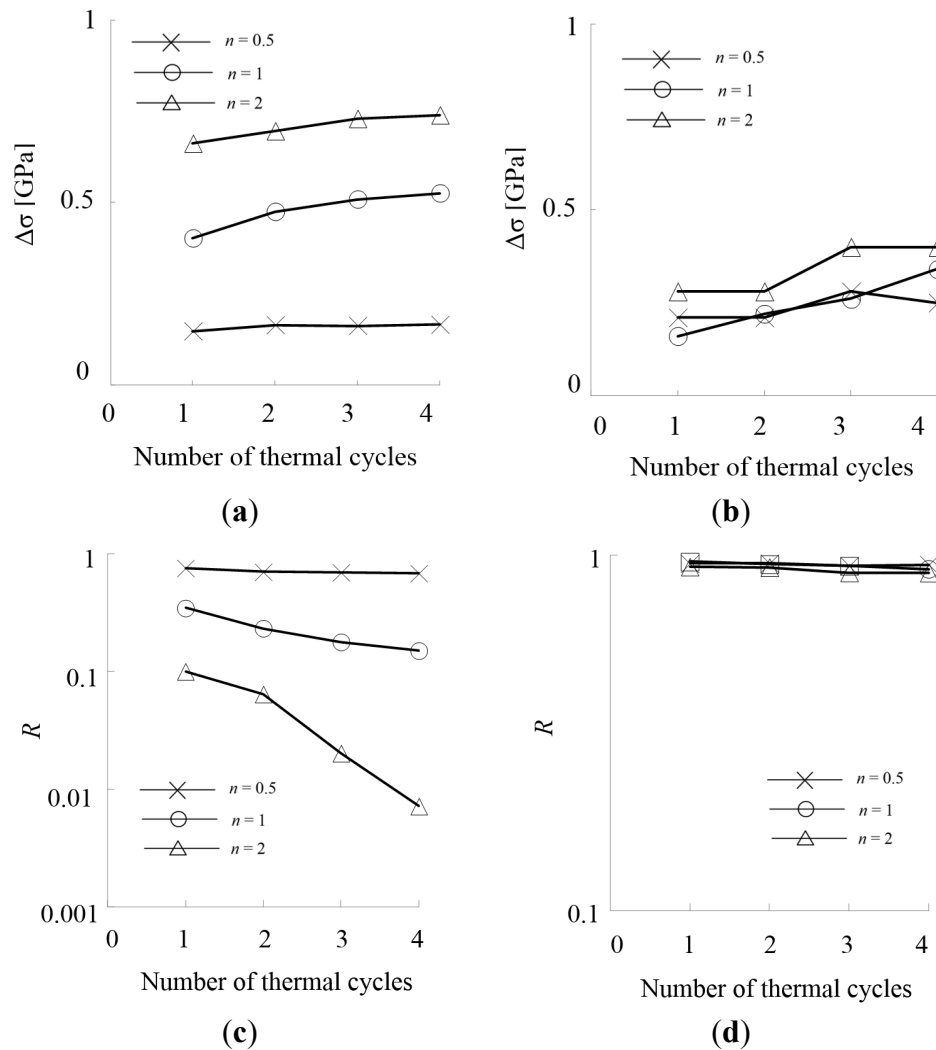 1
n = 0.5
n = 1
n = 2
0.5
0
Δσ [GPa]
0 1 2 3 4
Number of thermal cycles
(a)
1
n = 0.5
n = 1
n = 2
0.5
0
Δσ [GPa]
0 1 2 3 4
Number of thermal cycles
(b)
1
0.1
0.01
0.001
R
n = 0.5
n = 1
n = 2
0 1 2 3 4
Number of thermal cycles
(c)
1
R
n = 0.5
n = 1
n = 2
0.1
0 1 2 3 4
Number of thermal cycles
(d)